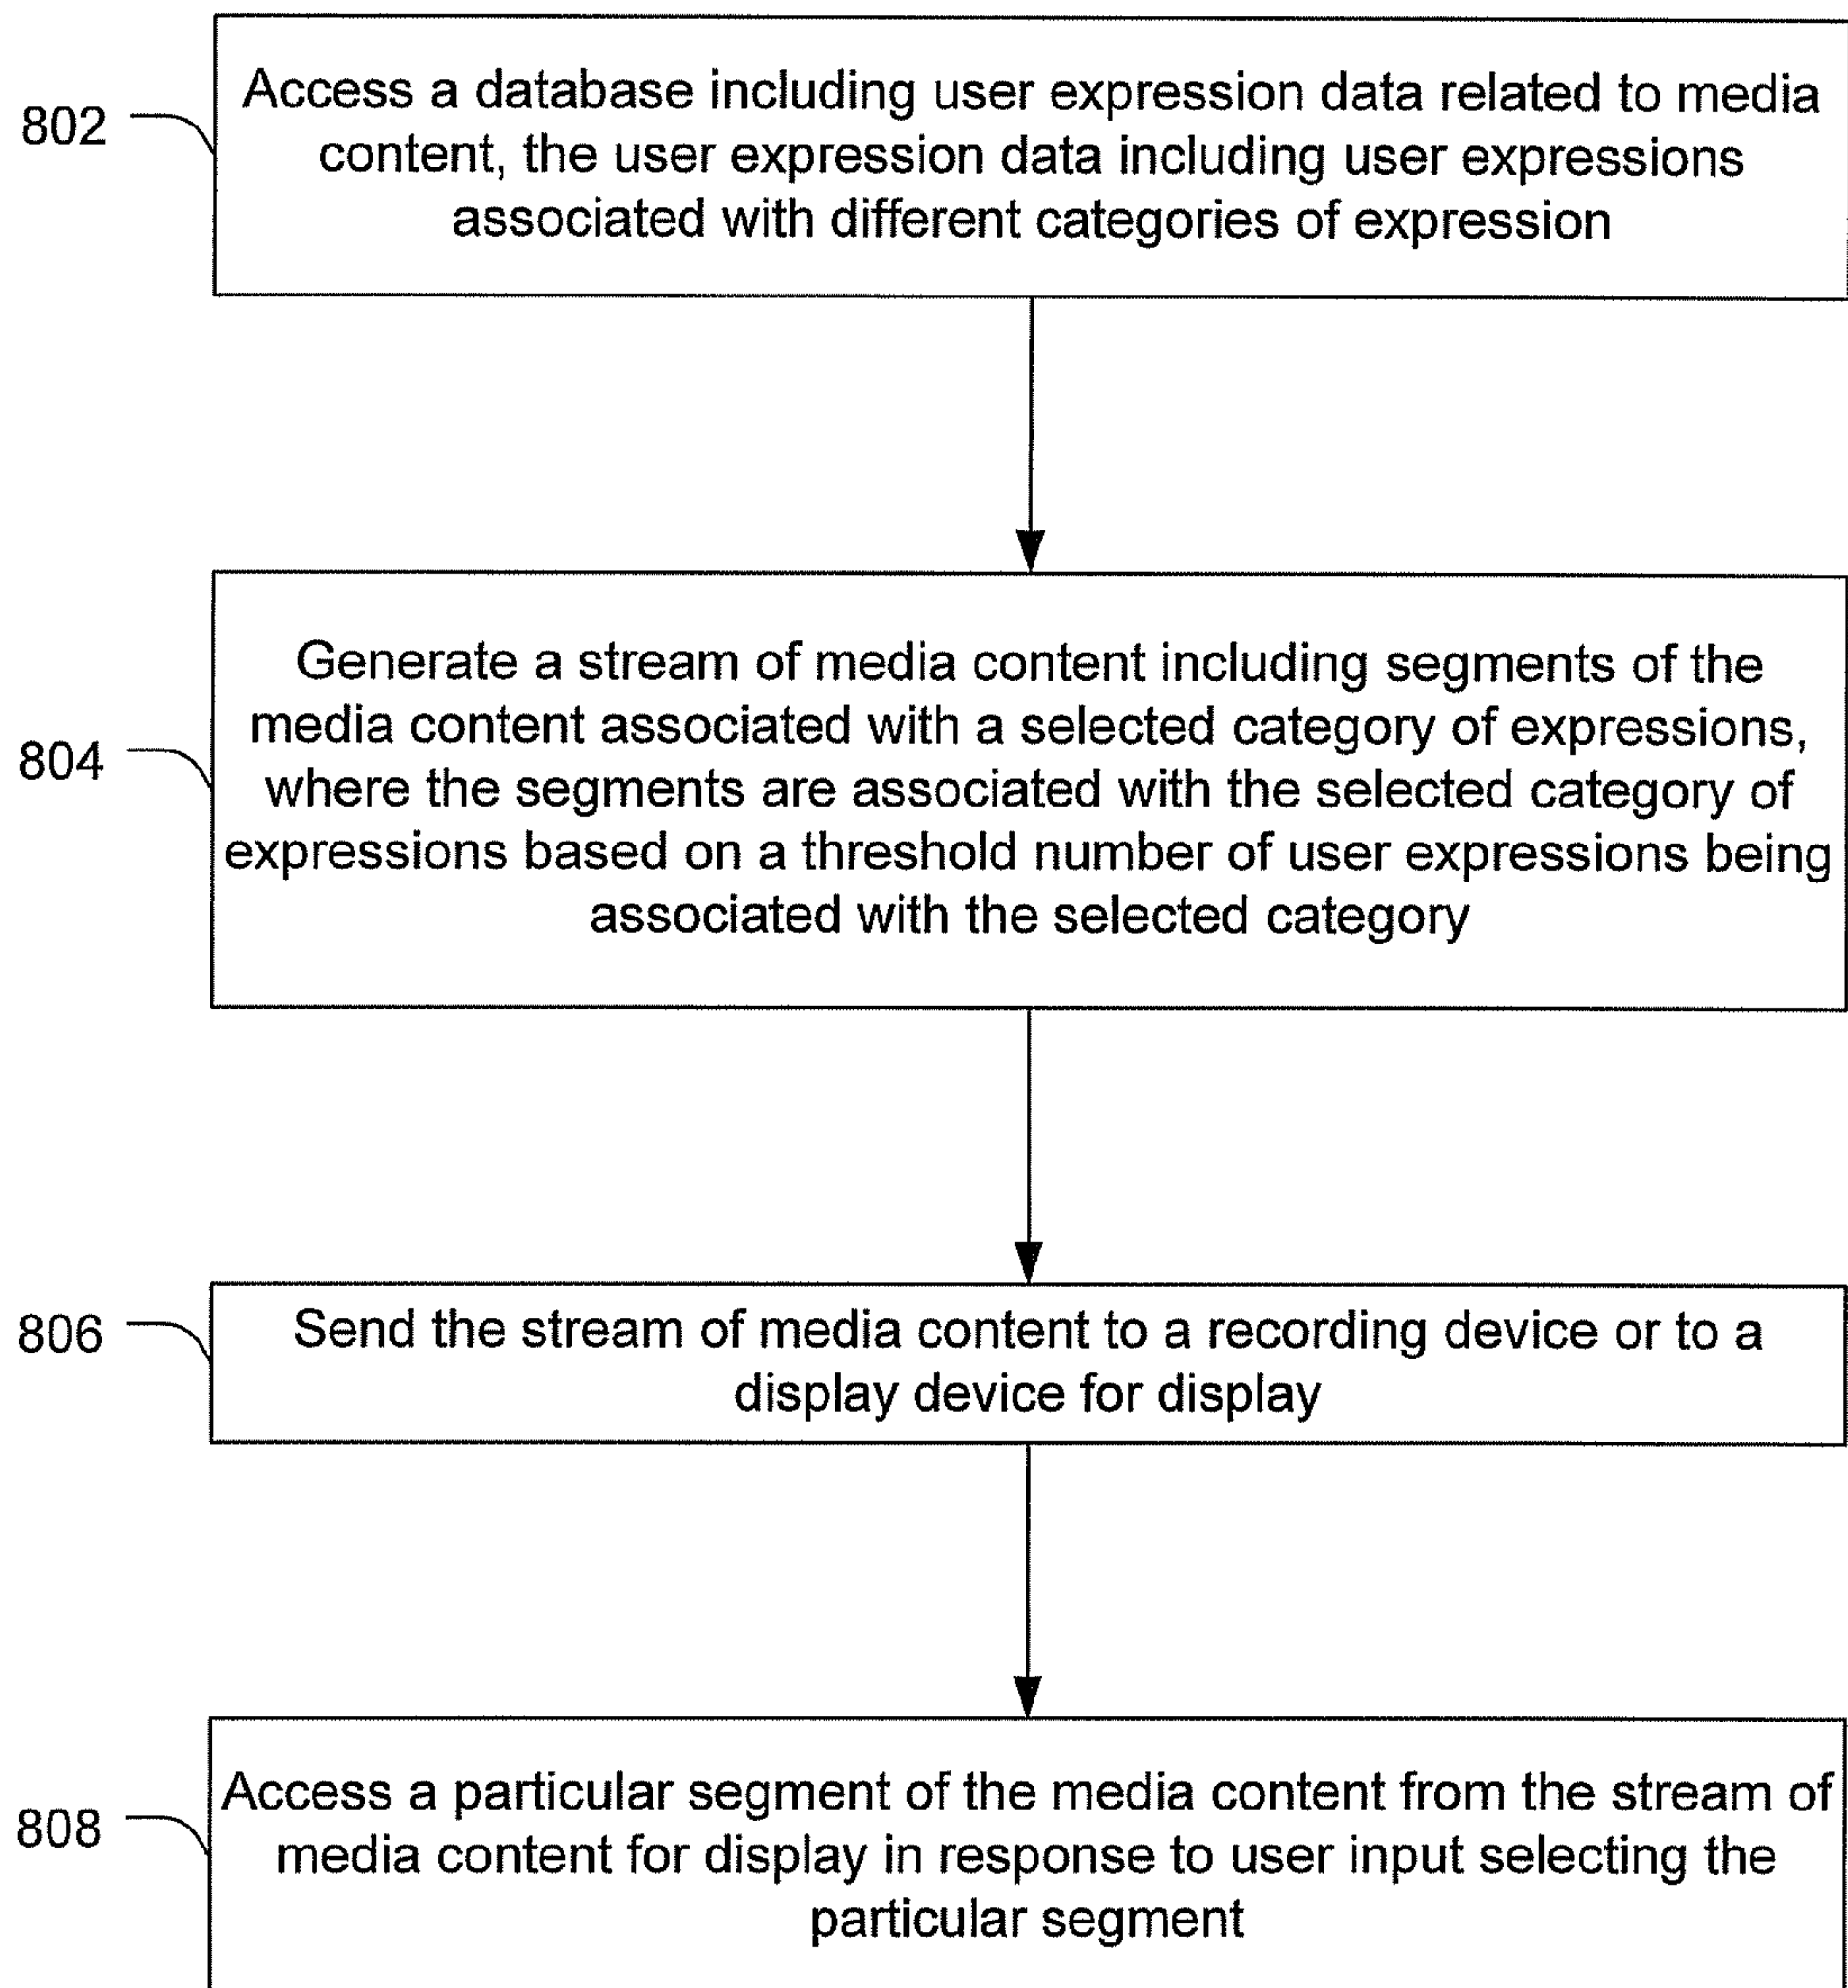 802
Access a database including user expression data related to media
content, the user expression data including user expressions
associated with different categories of expression
804
Generate a stream of media content including segments of the
media content associated with a selected category of expressions,
where the segments are associated with the selected category of
expressions based on a threshold number of user expressions being
associated with the selected category
806
Send the stream of media content to a recording device or to a
display device for display
808
Access a particular segment of the media content from the stream of
media content for display in response to user input selecting the
particular segment